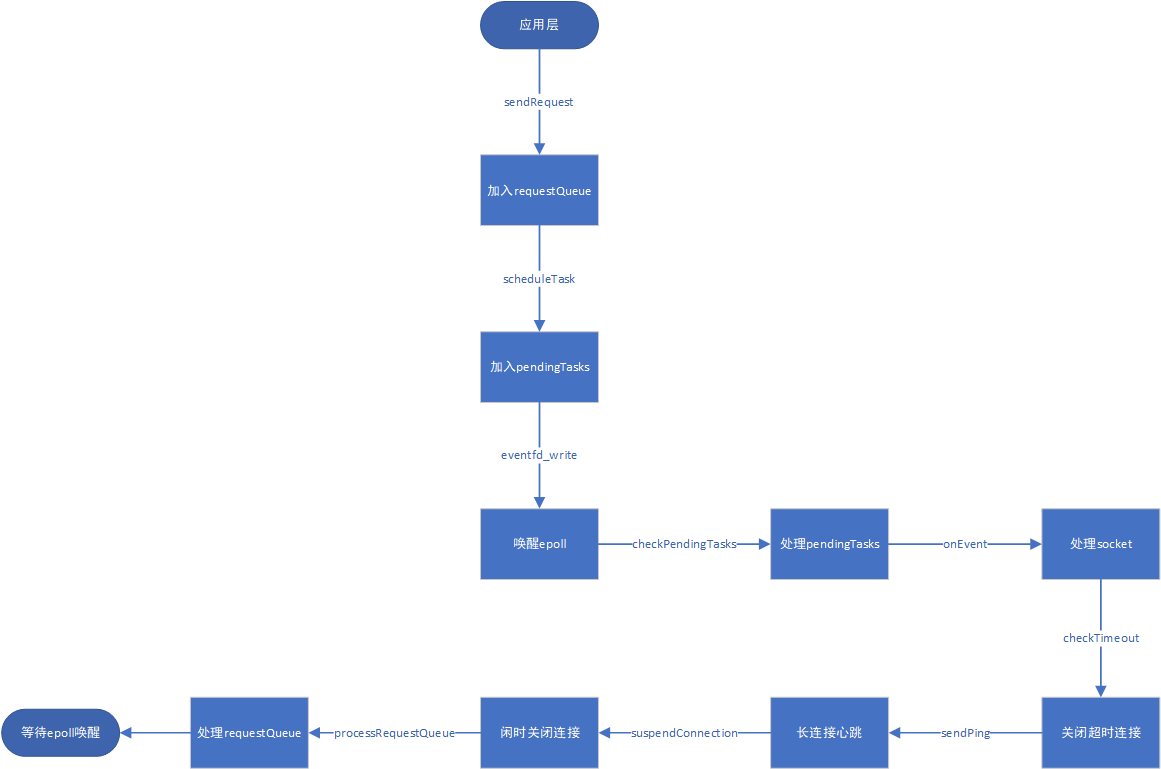 应用层
sendRequest
加入requestQueue
scheduleTask
加入pendingTasks
eventfd_write
唤醒epoll
checkPendingTasks
处理pendingTasks
onEvent
处理socket
checkTimeout
关闭超时连接
sendPing
长连接心跳
suspendConnection
闲时关闭连接
processRequestQueue
处理requestQueue
等待epoll唤醒